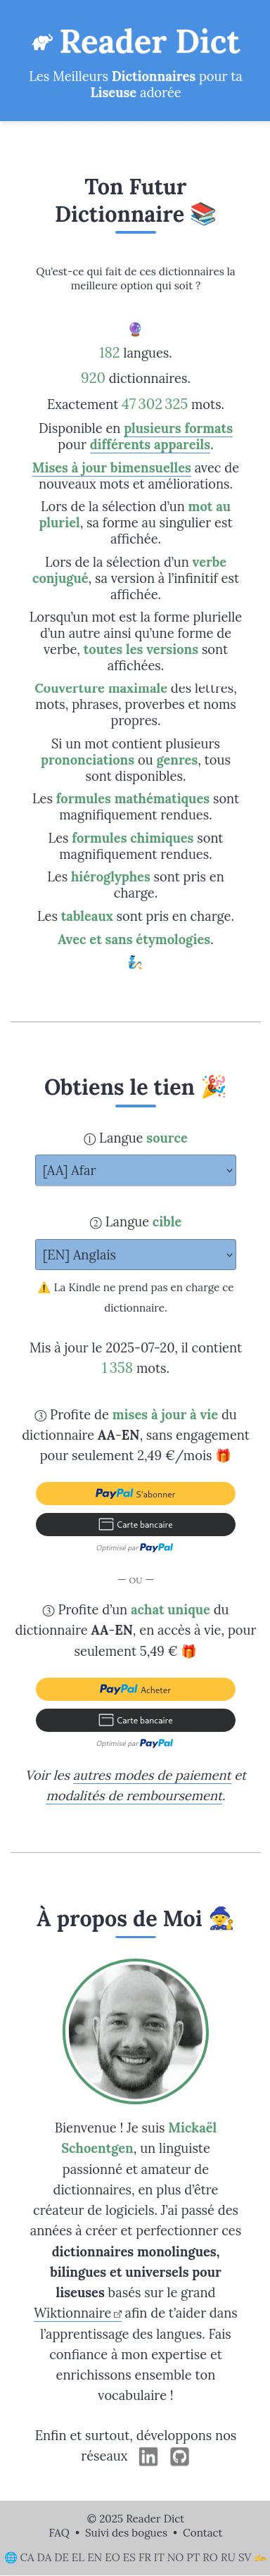 Reader Dict
Les Meilleurs Dictionnaires pour ta
Liseuse adorée
Ton Futur
Dictionnaire 📚
Qu’est-ce qui fait de ces dictionnaires la
meilleure option qui soit ?
🔮
182 langues.
920 dictionnaires.
Exactement 47 302 325 mots.
Disponible en plusieurs formats
pour différents appareils.
Mises à jour bimensuelles avec de
nouveaux mots et améliorations.
Lors de la sélection d’un mot au
pluriel, sa forme au singulier est
affichée.
Lors de la sélection d’un verbe
conjugué, sa version à l’infinitif est
affichée.
Lorsqu’un mot est la forme plurielle
d’un autre ainsi qu’une forme de
verbe, toutes les versions sont
affichées.
Couverture maximale des lettres,
mots, phrases, proverbes et noms
propres.
Si un mot contient plusieurs
prononciations ou genres, tous
sont disponibles.
Les formules mathématiques sont
magnifiquement rendues.
Les formules chimiques sont
magnifiquement rendues.
Les hiéroglyphes sont pris en
charge.
Les tableaux sont pris en charge.
Avec et sans étymologies.
🧞
Obtiens le tien 🎉
① Langue source
[AA] Afar
② Langue cible
[EN] Anglais
⚠️ La Kindle ne prend pas en charge ce
dictionnaire.
Mis à jour le 2025-07-20, il contient
1 358 mots.
③ Profite de mises à jour à vie du
dictionnaire AA-EN, sans engagement
pour seulement 2,49 €/mois 🎁
PayPal S’abonner
Carte bancaire
Optimisé par PayPal
— OU —
③ Profite d’un achat unique du
dictionnaire AA-EN, en accès à vie, pour
seulement 5,49 € 🎁
PayPal Acheter
Carte bancaire
Optimisé par PayPal
Voir les autres modes de paiement et
modalités de remboursement.
À propos de Moi 🧙
Bienvenue ! Je suis Mickaël
Schoentgen, un linguiste
passionné et amateur de
dictionnaires, en plus d’être
créateur de logiciels. J’ai passé des
années à créer et perfectionner ces
dictionnaires monolingues,
bilingues et universels pour
liseuses basés sur le grand
Wiktionnaire afin de t’aider dans
l’apprentissage des langues. Fais
confiance à mon expertise et
enrichissons ensemble ton
vocabulaire !
Enfin et surtout, développons nos
réseaux
© 2025 Reader Dict
FAQ • Suivi des bogues • Contact
🌐 CA DA DE EL EN EO ES FR IT NO PT RO RU SV 🫴